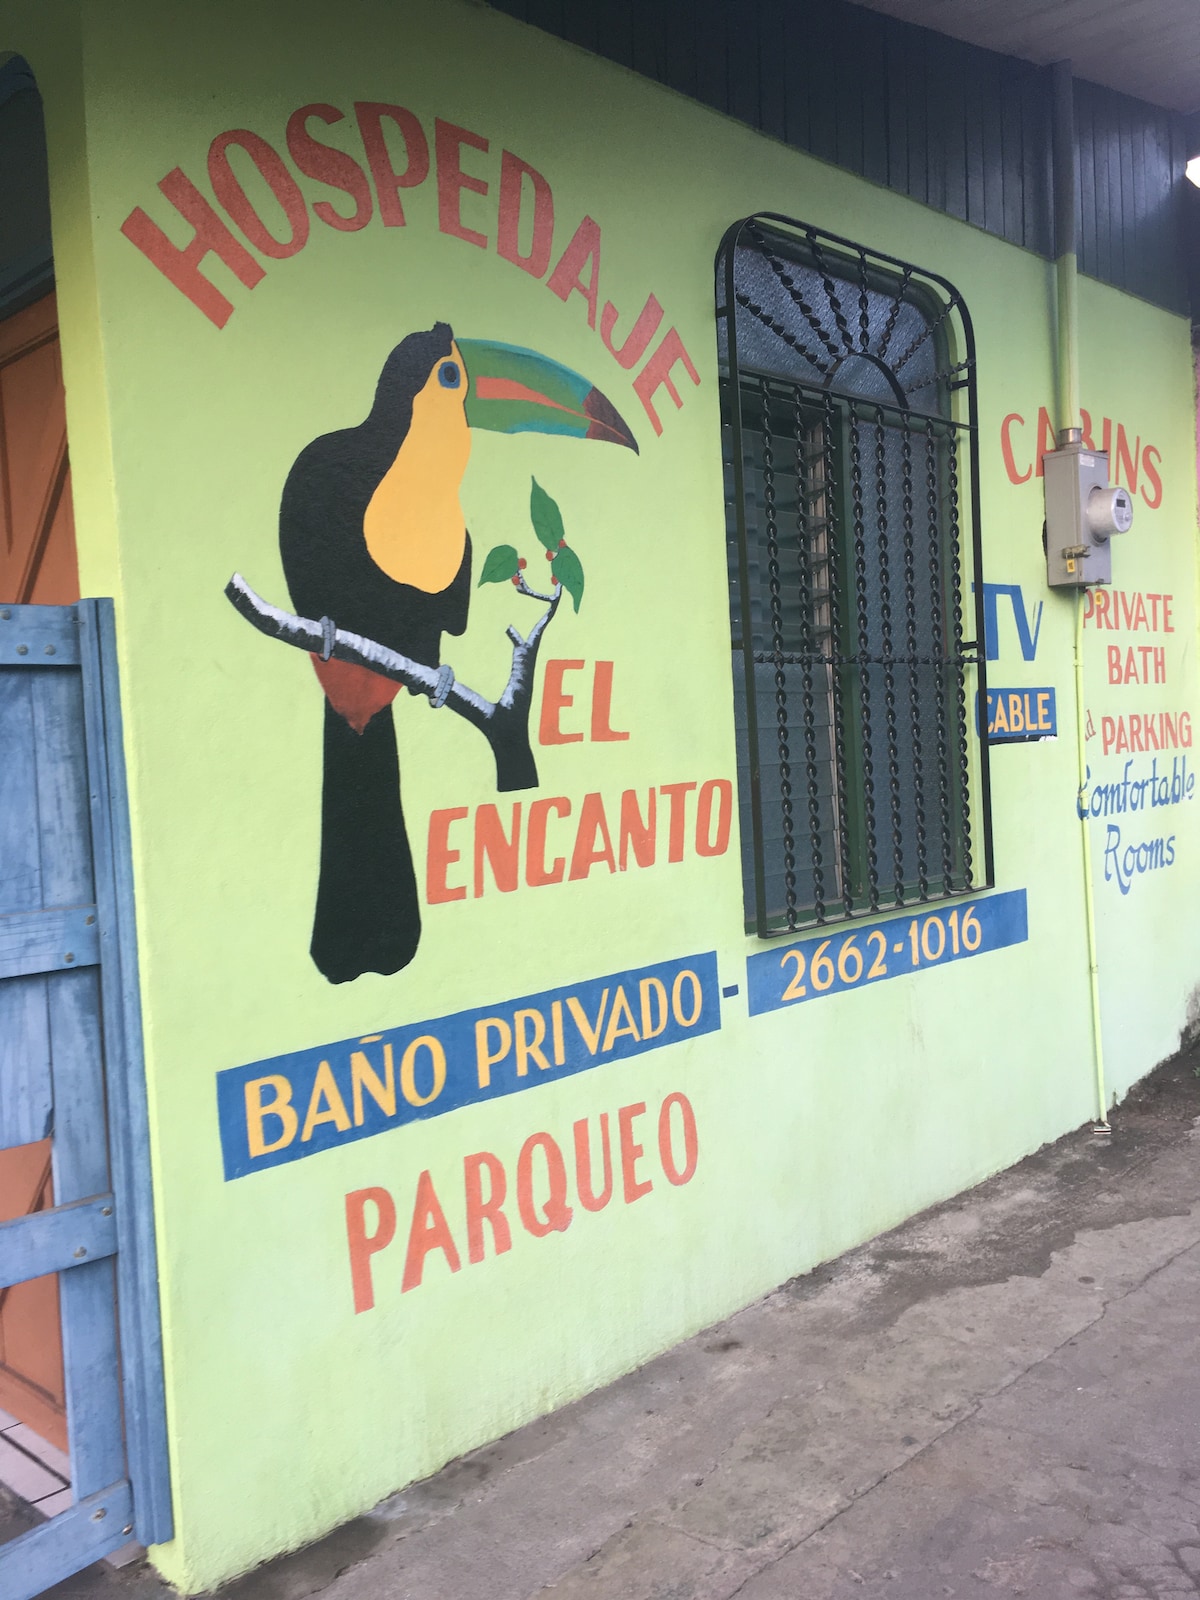 HOSPEDAJE
EL
ENCANTO
BAÑO PRIVADO - 2662-1016
PARQUEO
CABINS
TV
CABLE
PRIVATE
BATH
PARKING
Comfortable
Rooms